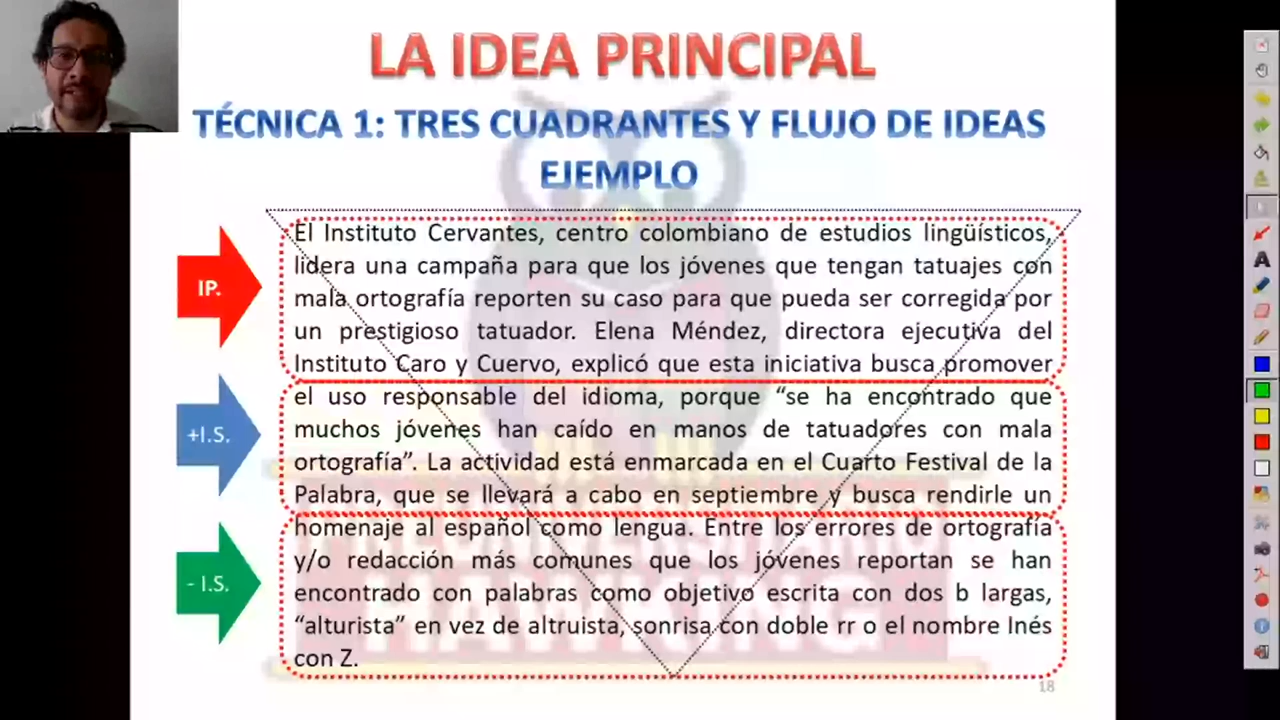 LA IDEA PRINCIPAL
TÉCNICA 1: TRES CUADRANTES Y FLUJO DE IDEAS
EJEMPLO
IP.
El Instituto Cervantes, centro colombiano de estudios lingüísticos,
lidera una campaña para que los jóvenes que tengan tatuajes con
mala ortografía reporten su caso para que pueda ser corregida por
un prestigioso tatuador. Elena Méndez, directora ejecutiva del
Instituto Caro y Cuervo, explicó que esta iniciativa busca promover
+I.S.
el uso responsable del idioma, porque “se ha encontrado que
muchos jóvenes han caído en manos de tatuadores con mala
ortografía”. La actividad está enmarcada en el Cuarto Festival de la
Palabra, que se llevará a cabo en septiembre y busca rendirle un
- I.S.
homenaje al español como lengua. Entre los errores de ortografía
y/o redacción más comunes que los jóvenes reportan se han
encontrado con palabras como objetivo escrita con dos b largas,
“alturista” en vez de altruista, sonrisa con doble rr o el nombre Inés
con Z.
HAWKING
18